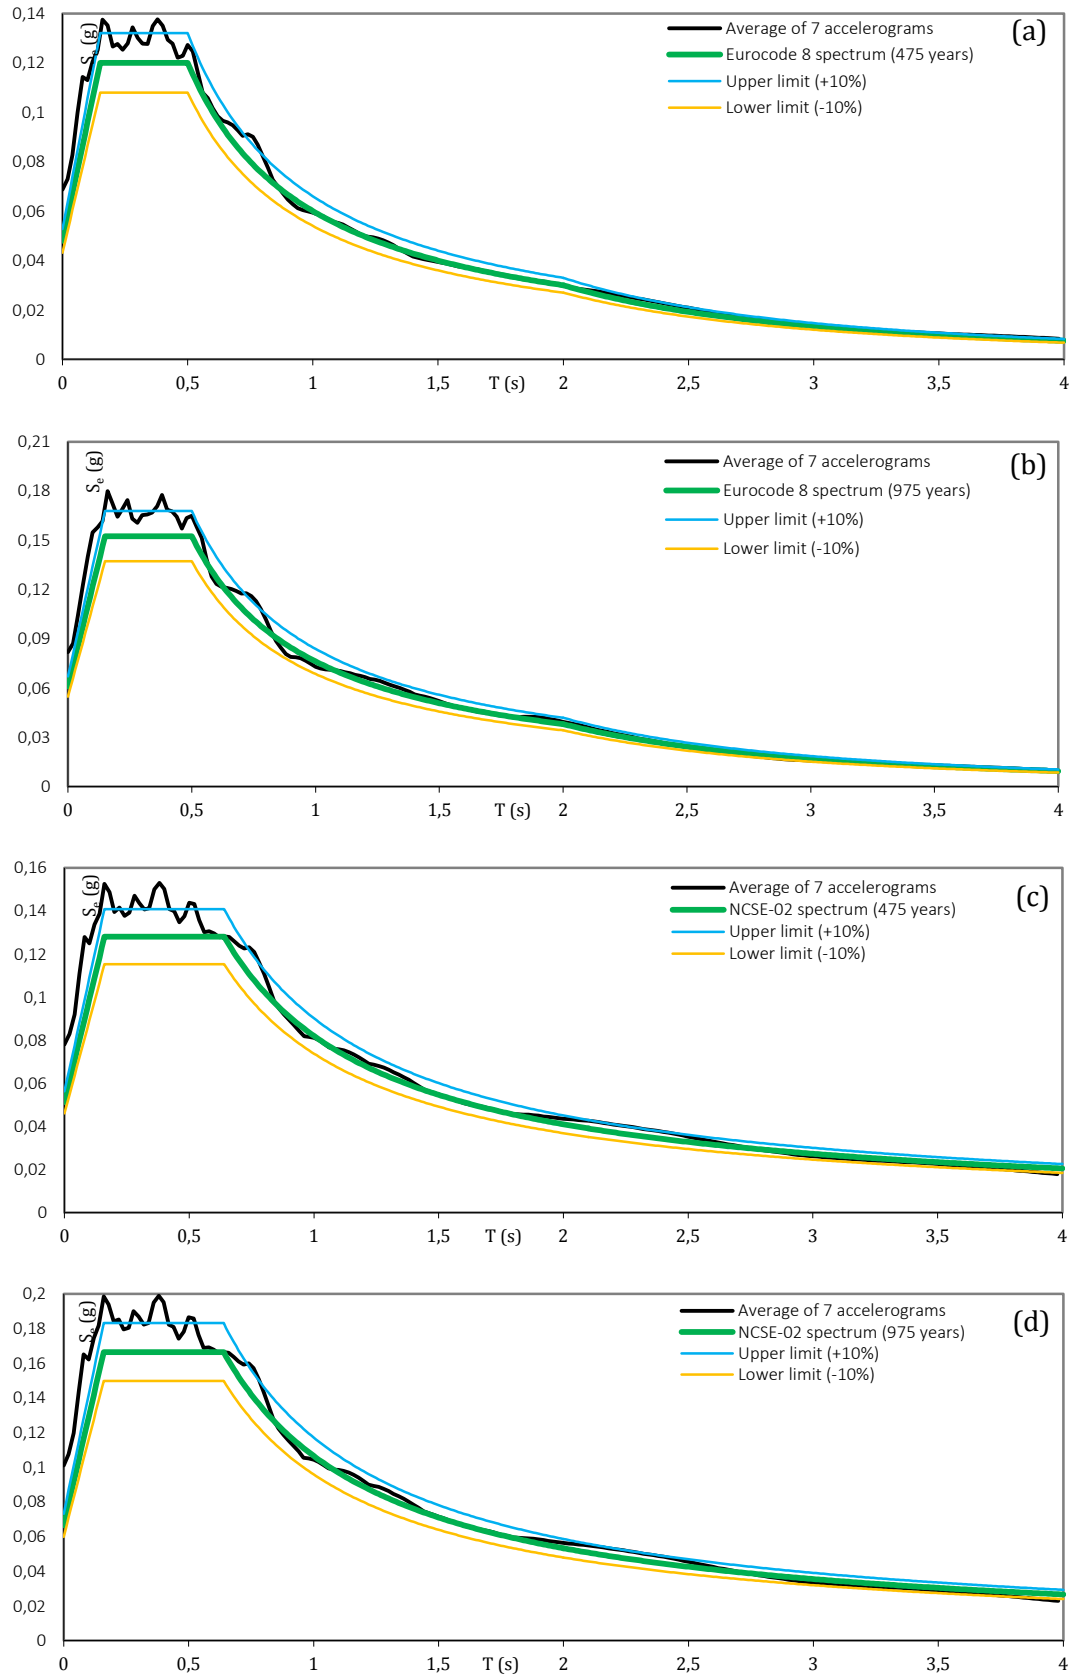 0,14
0,12
0,1
0,08
0,06
0,04
0,02
0
Sₑ (g)
Average of 7 accelerograms
Eurocode 8 spectrum (475 years)
Upper limit (+10%)
Lower limit (-10%)
(a)
0 0,5 1 1,5 T (s) 2 2,5 3 3,5 4
0,21
0,18
0,15
0,12
0,09
0,06
0,03
0
Sₑ (g)
Average of 7 accelerograms
Eurocode 8 spectrum (975 years)
Upper limit (+10%)
Lower limit (-10%)
(b)
0 0,5 1 1,5 T (s) 2 2,5 3 3,5 4
0,16
0,14
0,12
0,1
0,08
0,06
0,04
0,02
0
Sₑ (g)
Average of 7 accelerograms
NCSE-02 spectrum (475 years)
Upper limit (+10%)
Lower limit (-10%)
(c)
0 0,5 1 1,5 T (s) 2 2,5 3 3,5 4
0,2
0,18
0,16
0,14
0,12
0,1
0,08
0,06
0,04
0,02
0
Sₑ (g)
Average of 7 accelerograms
NCSE-02 spectrum (975 years)
Upper limit (+10%)
Lower limit (-10%)
(d)
0 0,5 1 1,5 T (s) 2 2,5 3 3,5 4